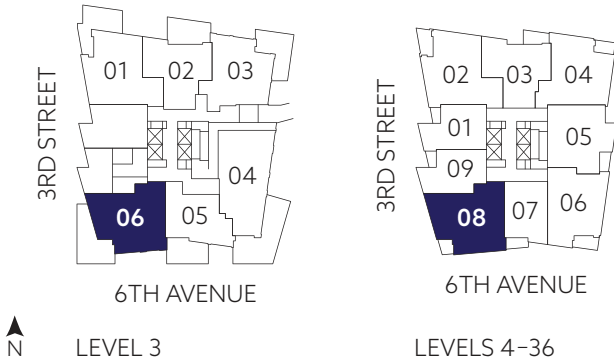 01 02 03
04
05
06
3RD STREET
6TH AVENUE
N
LEVEL 3
02 03 04
01
05
09
06
08 07
3RD STREET
6TH AVENUE
LEVELS 4–36